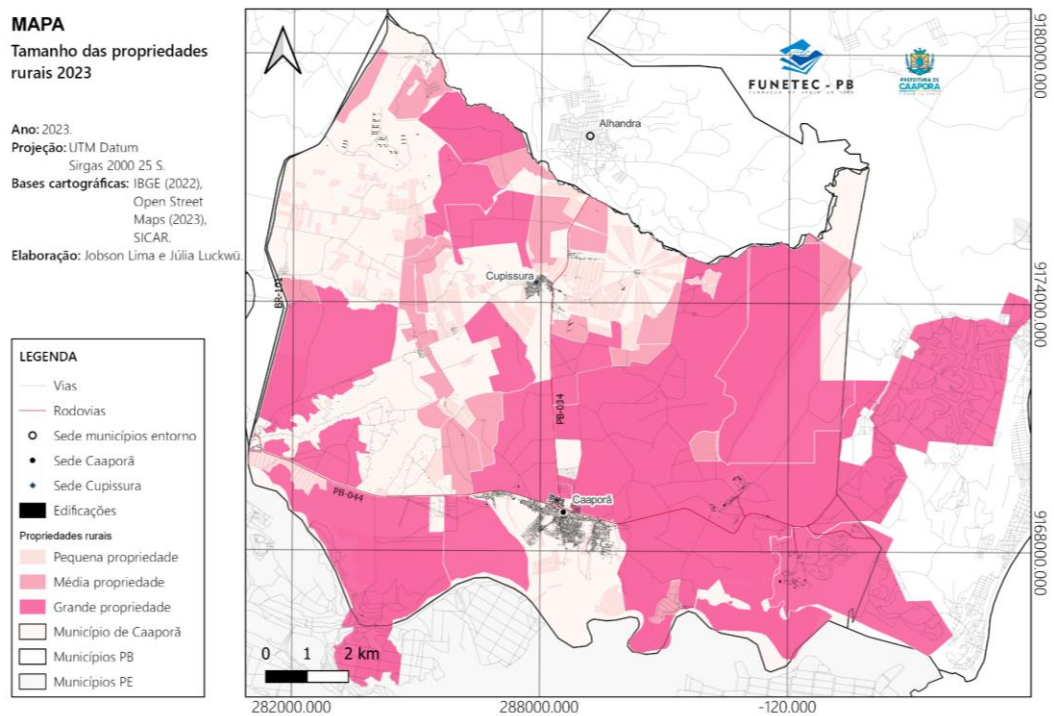 MAPA
Tamanho das propriedades
rurais 2023
Ano: 2023.
Projeção: UTM Datum
Sirgas 2000 25 S.
Bases cartográficas: IBGE (2022),
Open Street
Maps (2023),
SICAR.
Elaboração: Jobson Lima e Júlia Luckwü.
LEGENDA
Vias
Rodovias
Sede municípios entorno
Sede Caaporã
Sede Cupissura
Edificações
Propriedades rurais
Pequena propriedade
Média propriedade
Grande propriedade
Município de Caaporã
Municípios PB
Municípios PE
FUNETEC - PB
PREFEITURA DE
CAAPORÃ
Alhandra
Cupissura
BR-101
PB-034
PB-044
Caaporã
0 1 2 km
282000.000
288000.000
-120.000
9180000.000
9174000.000
9168000.000